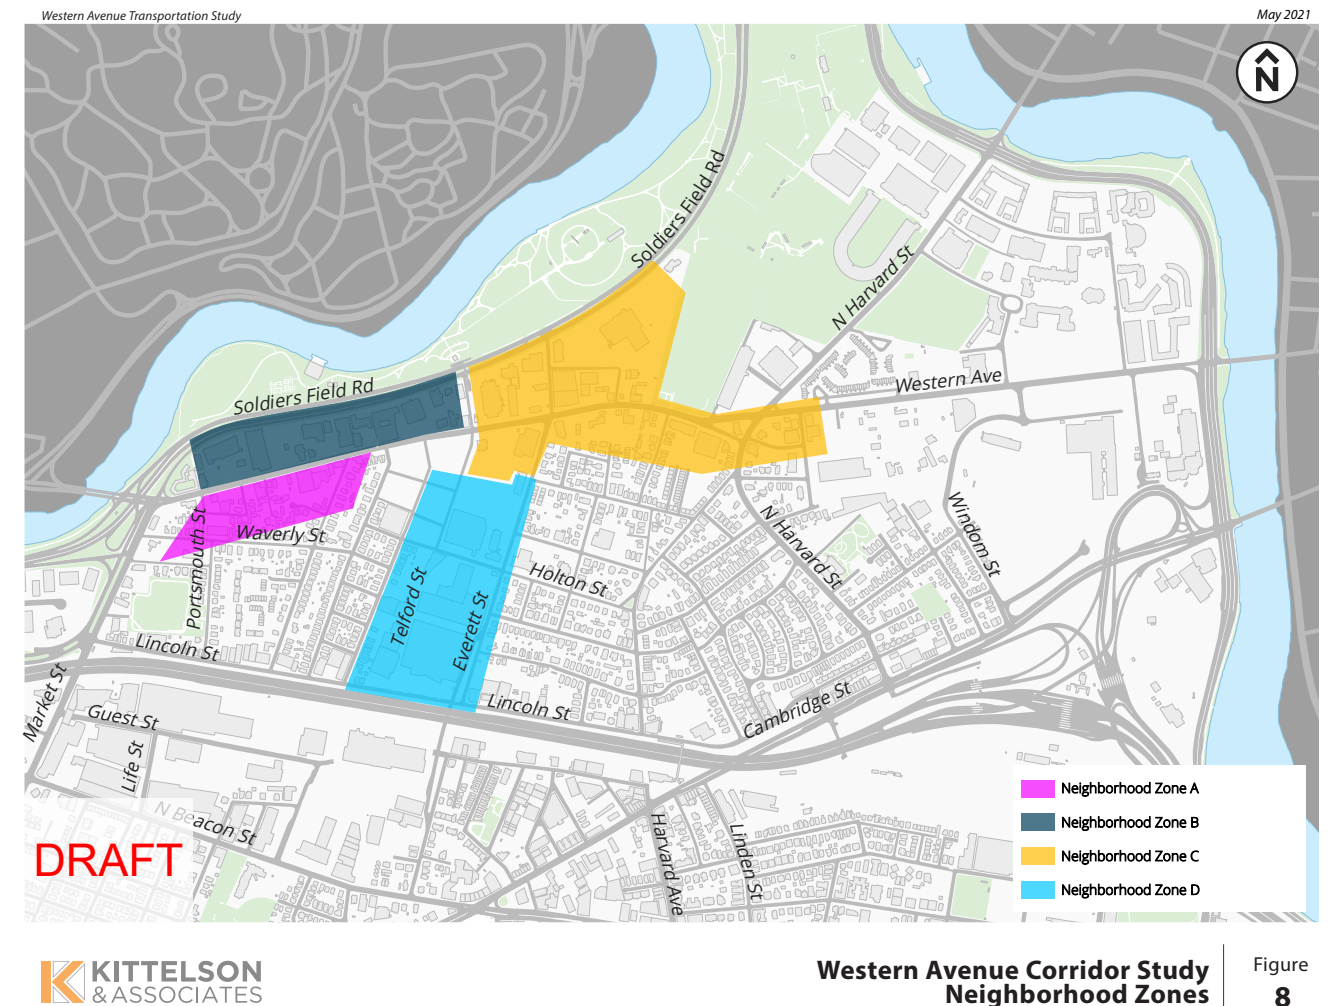 Western Avenue Transportation Study
May 2021
N
Soldiers Field Rd
N Harvard St
Soldiers Field Rd
Western Ave
Portsmouth St
Waverly St
N Harvard St
Windom St
Holton St
Telford St
Everett St
Lincoln St
Lincoln St
Market St
Guest St
Life St
Cambridge St
N Beacon St
Harvard Ave
Linden St
DRAFT
Neighborhood Zone A
Neighborhood Zone B
Neighborhood Zone C
Neighborhood Zone D
KITTELSON
& ASSOCIATES
Western Avenue Corridor Study
Neighborhood Zones
Figure
8